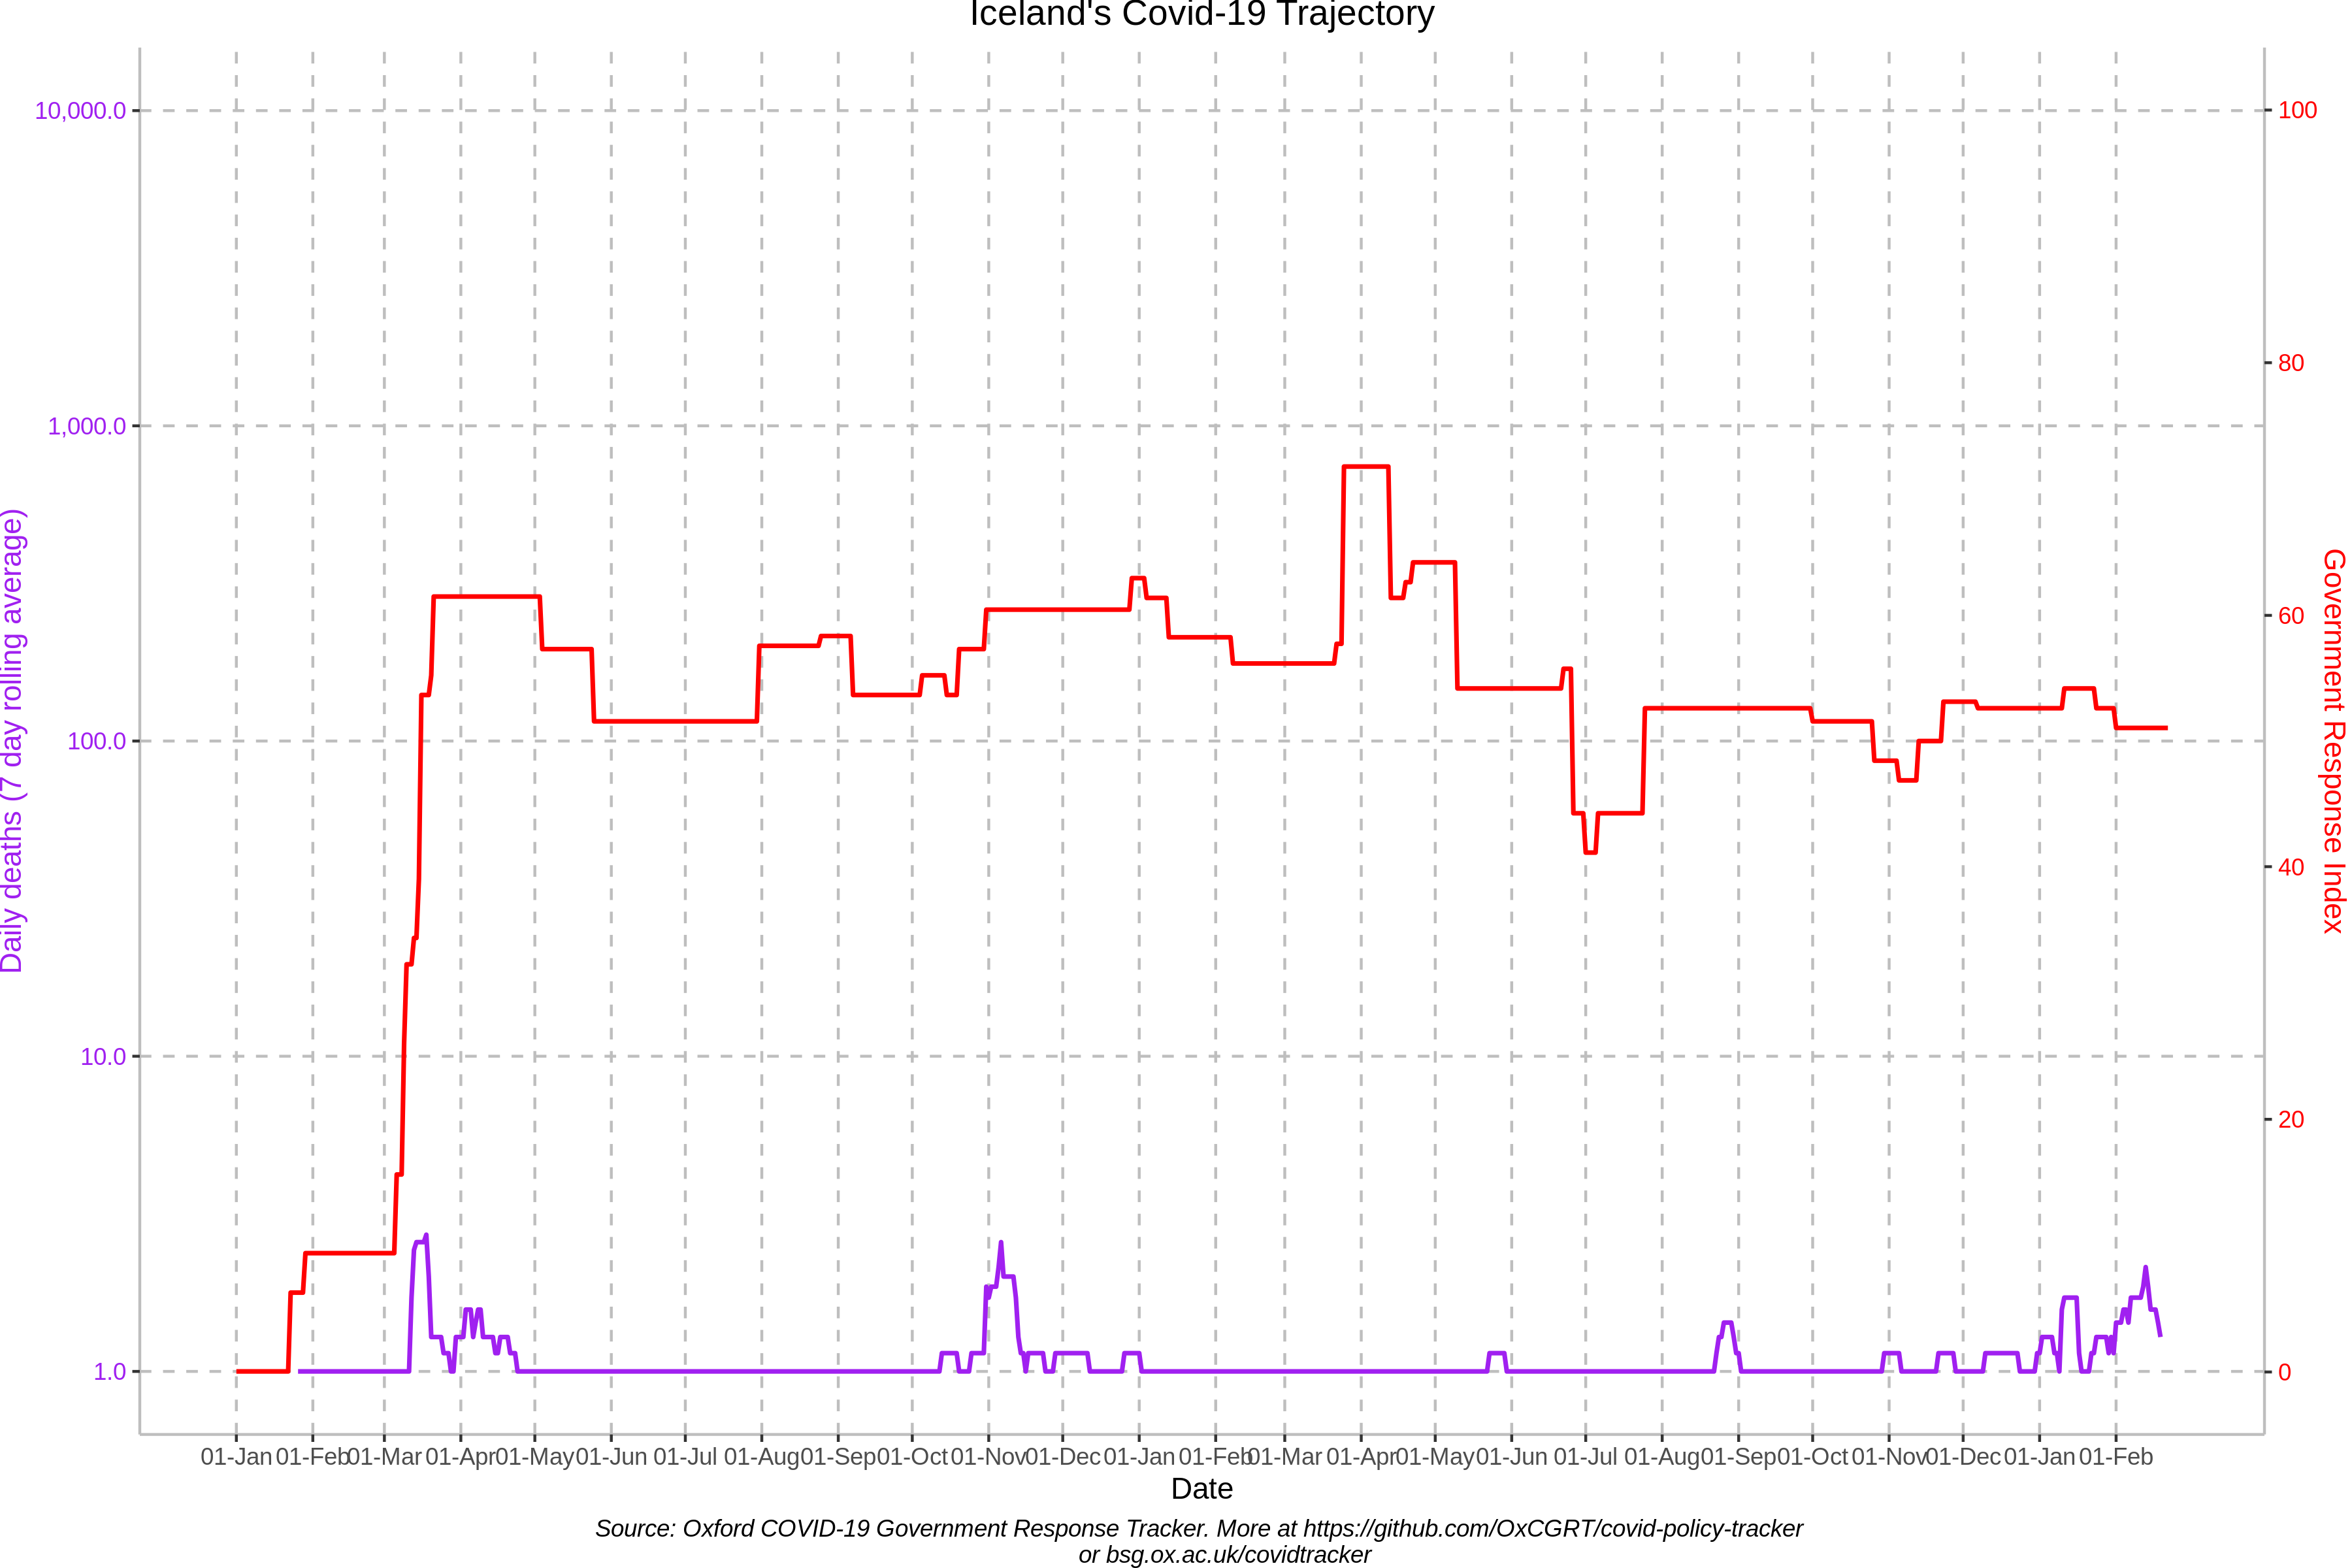 Iceland's Covid-19 Trajectory
10,000.0
1,000.0
100.0
10.0
1.0
Daily deaths (7 day rolling average)
100
80
60
40
20
0
Government Response Index
01-Jan 01-Feb 01-Mar 01-Apr 01-May 01-Jun 01-Jul 01-Aug 01-Sep 01-Oct 01-Nov 01-Dec 01-Jan 01-Feb 01-Mar 01-Apr 01-May 01-Jun 01-Jul 01-Aug 01-Sep 01-Oct 01-Nov 01-Dec 01-Jan 01-Feb
Date
Source: Oxford COVID-19 Government Response Tracker. More at https://github.com/OxCGRT/covid-policy-tracker
or bsg.ox.ac.uk/covidtracker